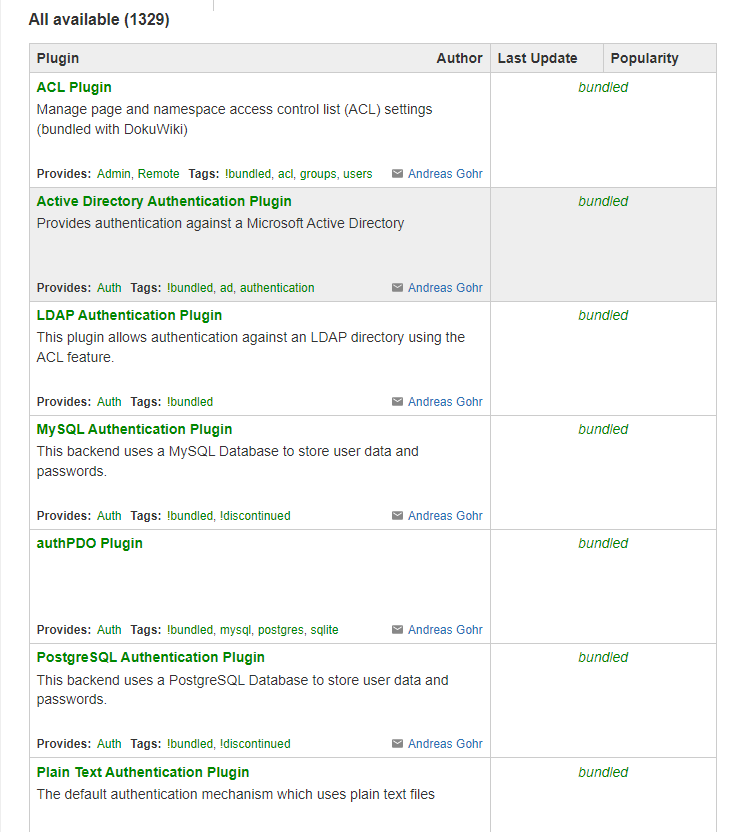 All available (1329)
Plugin Author Last Update Popularity
ACL Plugin bundled
Manage page and namespace access control list (ACL) settings
(bundled with DokuWiki)
Provides: Admin, Remote Tags: !bundled, acl, groups, users Andreas Gohr
Active Directory Authentication Plugin bundled
Provides authentication against a Microsoft Active Directory
Provides: Auth Tags: !bundled, ad, authentication Andreas Gohr
LDAP Authentication Plugin bundled
This plugin allows authentication against an LDAP directory using the
ACL feature.
Provides: Auth Tags: !bundled Andreas Gohr
MySQL Authentication Plugin bundled
This backend uses a MySQL Database to store user data and
passwords.
Provides: Auth Tags: !bundled, !discontinued Andreas Gohr
authPDO Plugin bundled
Provides: Auth Tags: !bundled, mysql, postgres, sqlite Andreas Gohr
PostgreSQL Authentication Plugin bundled
This backend uses a PostgreSQL Database to store user data and
passwords.
Provides: Auth Tags: !bundled, !discontinued Andreas Gohr
Plain Text Authentication Plugin bundled
The default authentication mechanism which uses plain text files